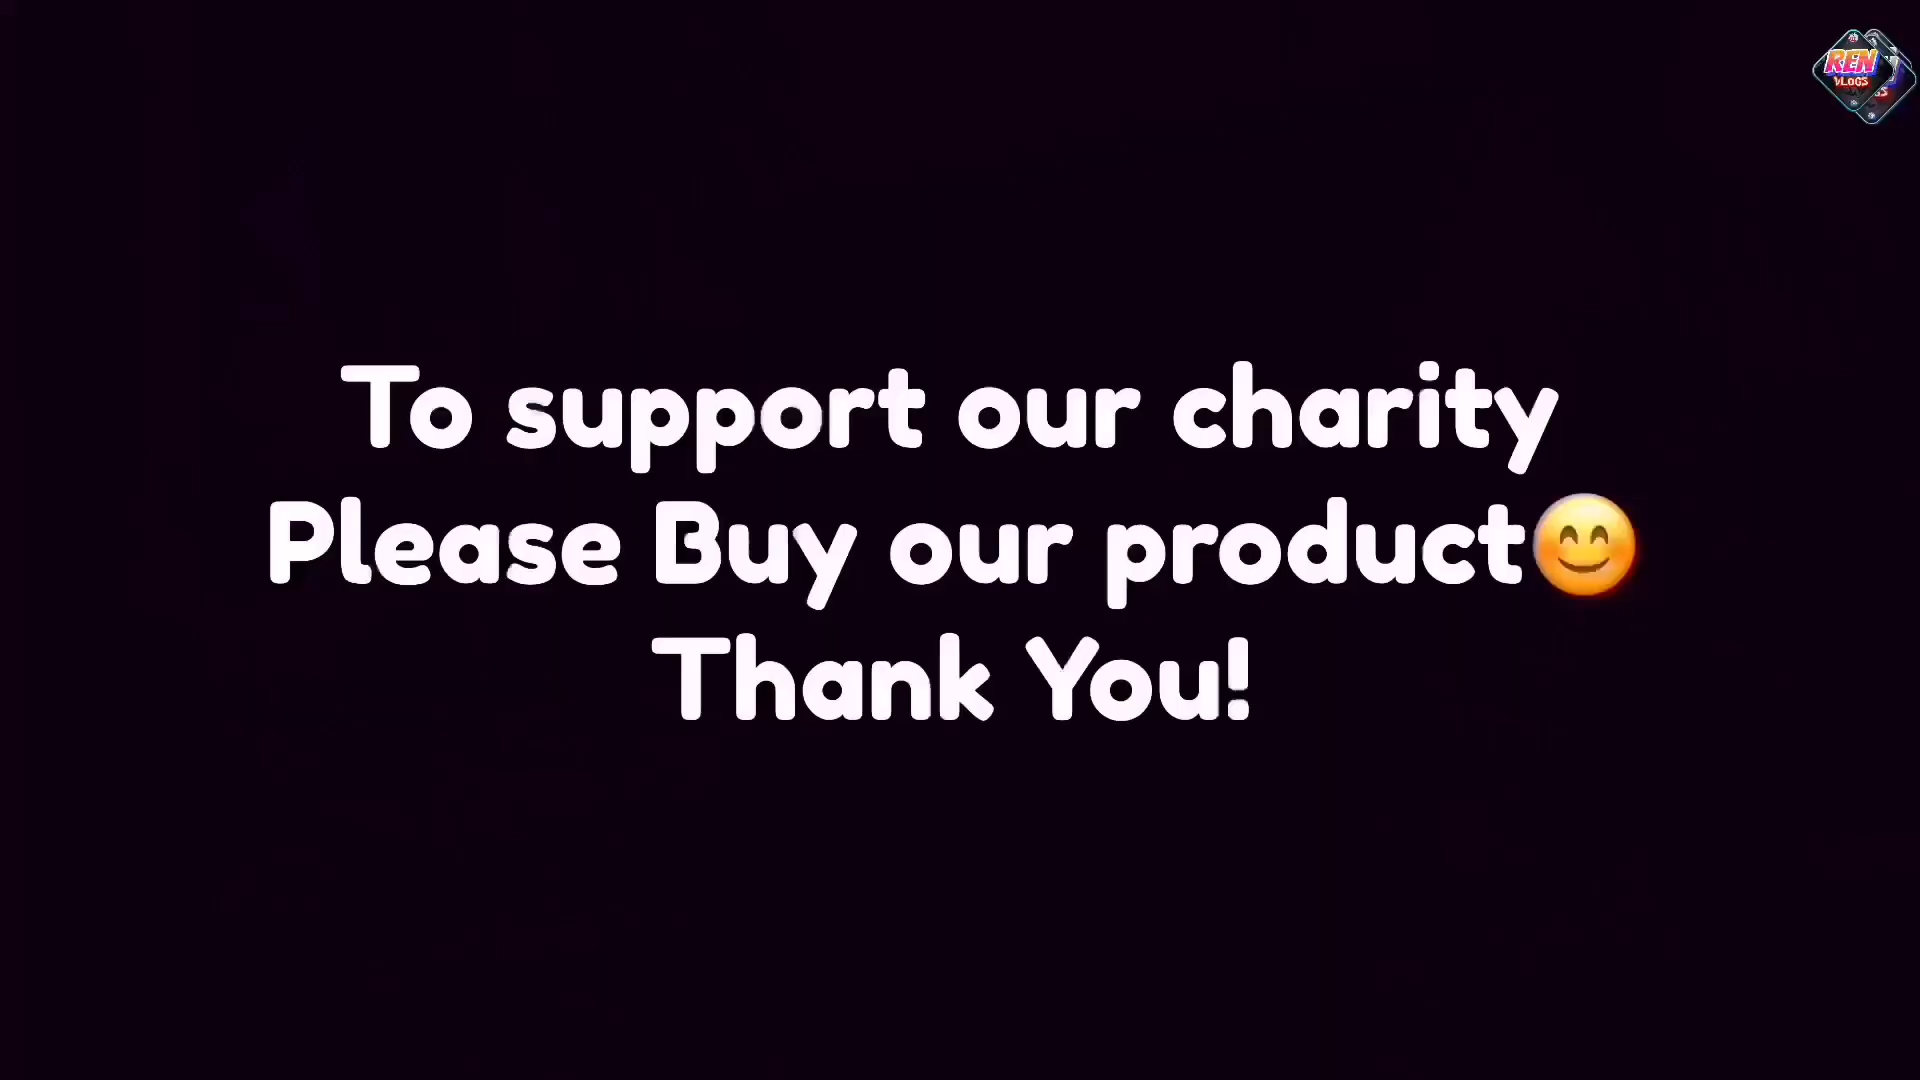 REN
VLOGS
To support our charity
Please Buy our product😊
Thank You!